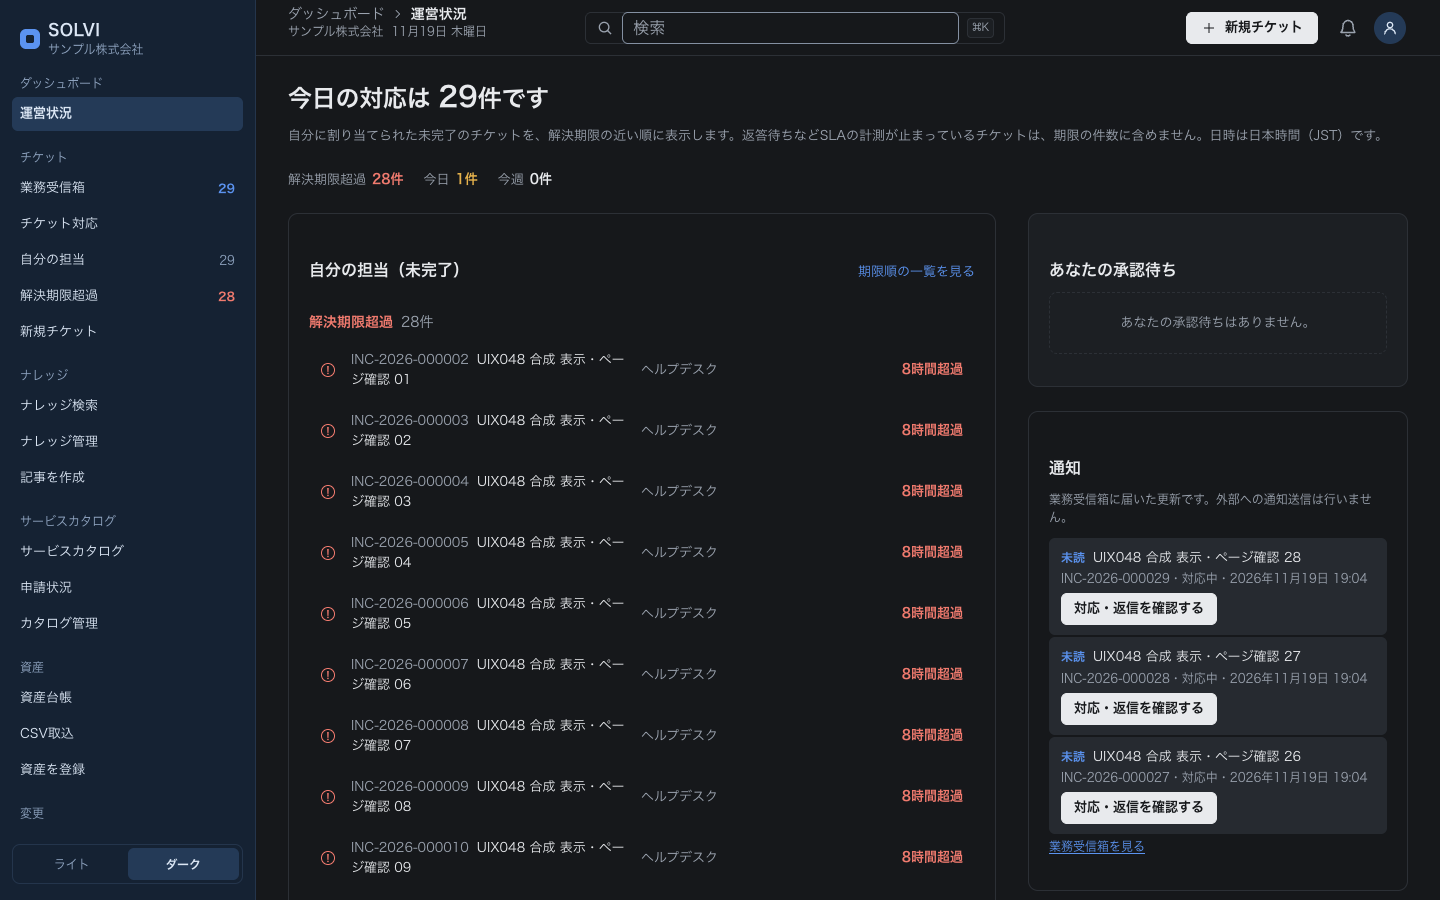 SOLVI
サンプル株式会社
ダッシュボード
運営状況
チケット
業務受信箱 29
チケット対応
自分の担当 29
解決期限超過 28
新規チケット
ナレッジ
ナレッジ検索
ナレッジ管理
記事を作成
サービスカタログ
サービスカタログ
申請状況
カタログ管理
資産
資産台帳
CSV取込
資産を登録
変更
ライト ダーク
ダッシュボード > 運営状況
サンプル株式会社 11月19日 木曜日
検索 ⌘K
+ 新規チケット
今日の対応は 29件です
自分に割り当てられた未完了のチケットを、解決期限の近い順に表示します。返答待ちなどSLAの計測が止まっているチケットは、期限の件数に含めません。日時は日本時間（JST）です。
解決期限超過 28件 今日 1件 今週 0件
自分の担当（未完了） 期限順の一覧を見る
解決期限超過 28件
INC-2026-000002 UIX048 合成 表示・ペー
ジ確認 01 ヘルプデスク 8時間超過
INC-2026-000003 UIX048 合成 表示・ペー
ジ確認 02 ヘルプデスク 8時間超過
INC-2026-000004 UIX048 合成 表示・ペー
ジ確認 03 ヘルプデスク 8時間超過
INC-2026-000005 UIX048 合成 表示・ペー
ジ確認 04 ヘルプデスク 8時間超過
INC-2026-000006 UIX048 合成 表示・ペー
ジ確認 05 ヘルプデスク 8時間超過
INC-2026-000007 UIX048 合成 表示・ペー
ジ確認 06 ヘルプデスク 8時間超過
INC-2026-000008 UIX048 合成 表示・ペー
ジ確認 07 ヘルプデスク 8時間超過
INC-2026-000009 UIX048 合成 表示・ペー
ジ確認 08 ヘルプデスク 8時間超過
INC-2026-000010 UIX048 合成 表示・ペー
ジ確認 09 ヘルプデスク 8時間超過
あなたの承認待ち
あなたの承認待ちはありません。
通知
業務受信箱に届いた更新です。外部への通知送信は行いませ
ん。
未読 UIX048 合成 表示・ページ確認 28
INC-2026-000029・対応中・2026年11月19日 19:04
対応・返信を確認する
未読 UIX048 合成 表示・ページ確認 27
INC-2026-000028・対応中・2026年11月19日 19:04
対応・返信を確認する
未読 UIX048 合成 表示・ページ確認 26
INC-2026-000027・対応中・2026年11月19日 19:04
対応・返信を確認する
業務受信箱を見る